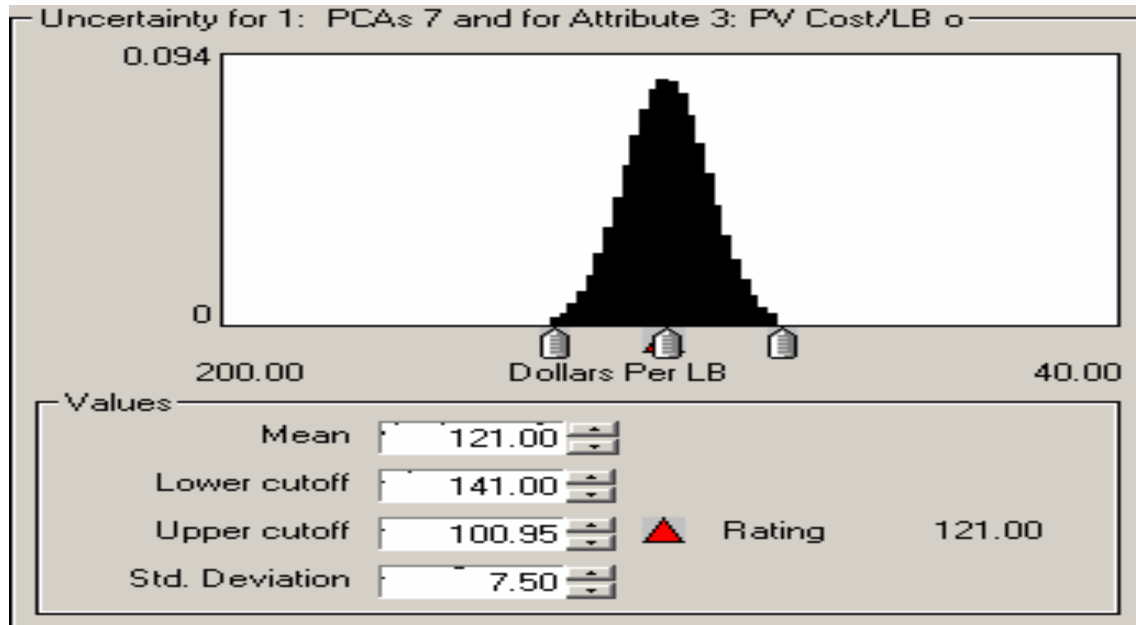 Uncertainty for 1: PCAs 7 and for Attribute 3: PV Cost/LB o
0.094
0
200.00 Dollars Per LB 40.00
Values
Mean 121.00
Lower cutoff 141.00
Upper cutoff 100.95 Rating 121.00
Std. Deviation 7.50